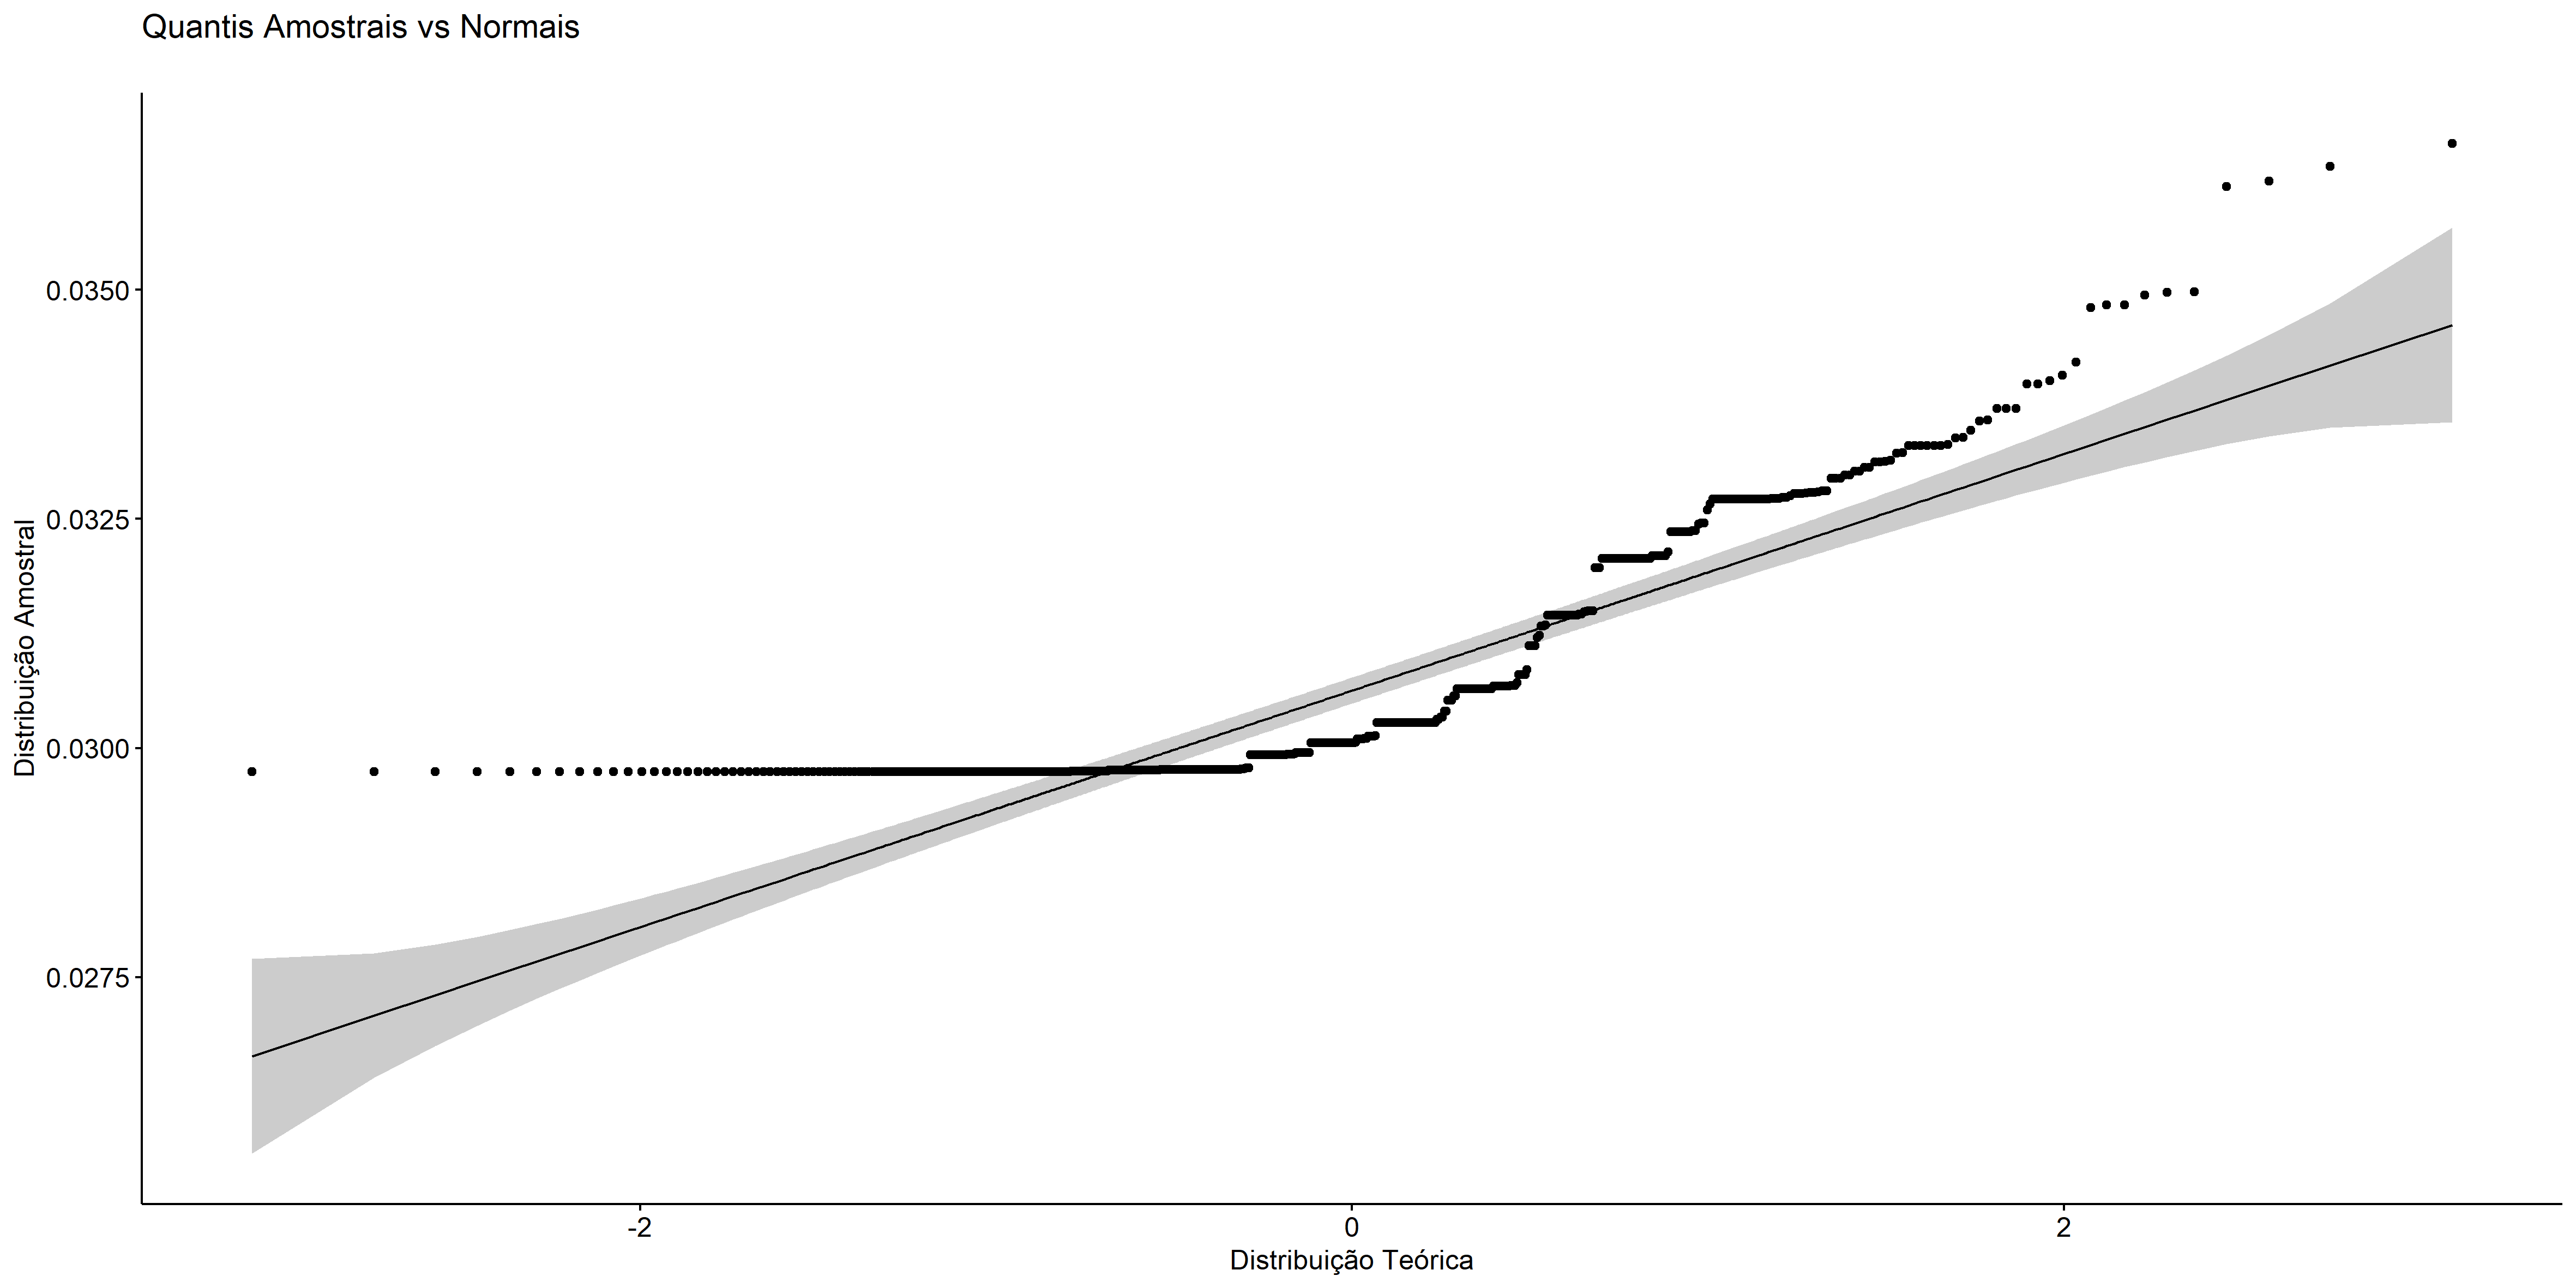 Quantis Amostrais vs Normais
Distribuição Amostral
0.0350
0.0325
0.0300
0.0275
-2
0
2
Distribuição Teórica